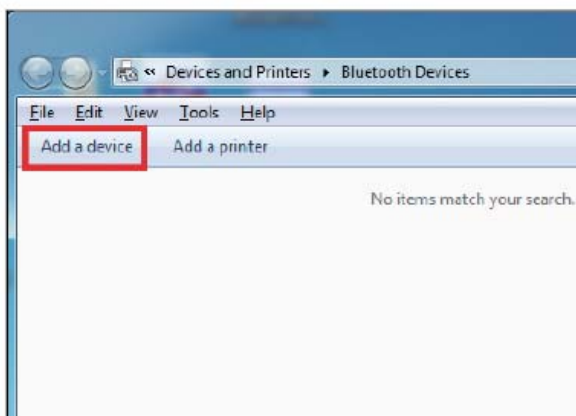 « Devices and Printers ▸ Bluetooth Devices
File Edit View Tools Help
Add a device Add a printer
No items match your search.